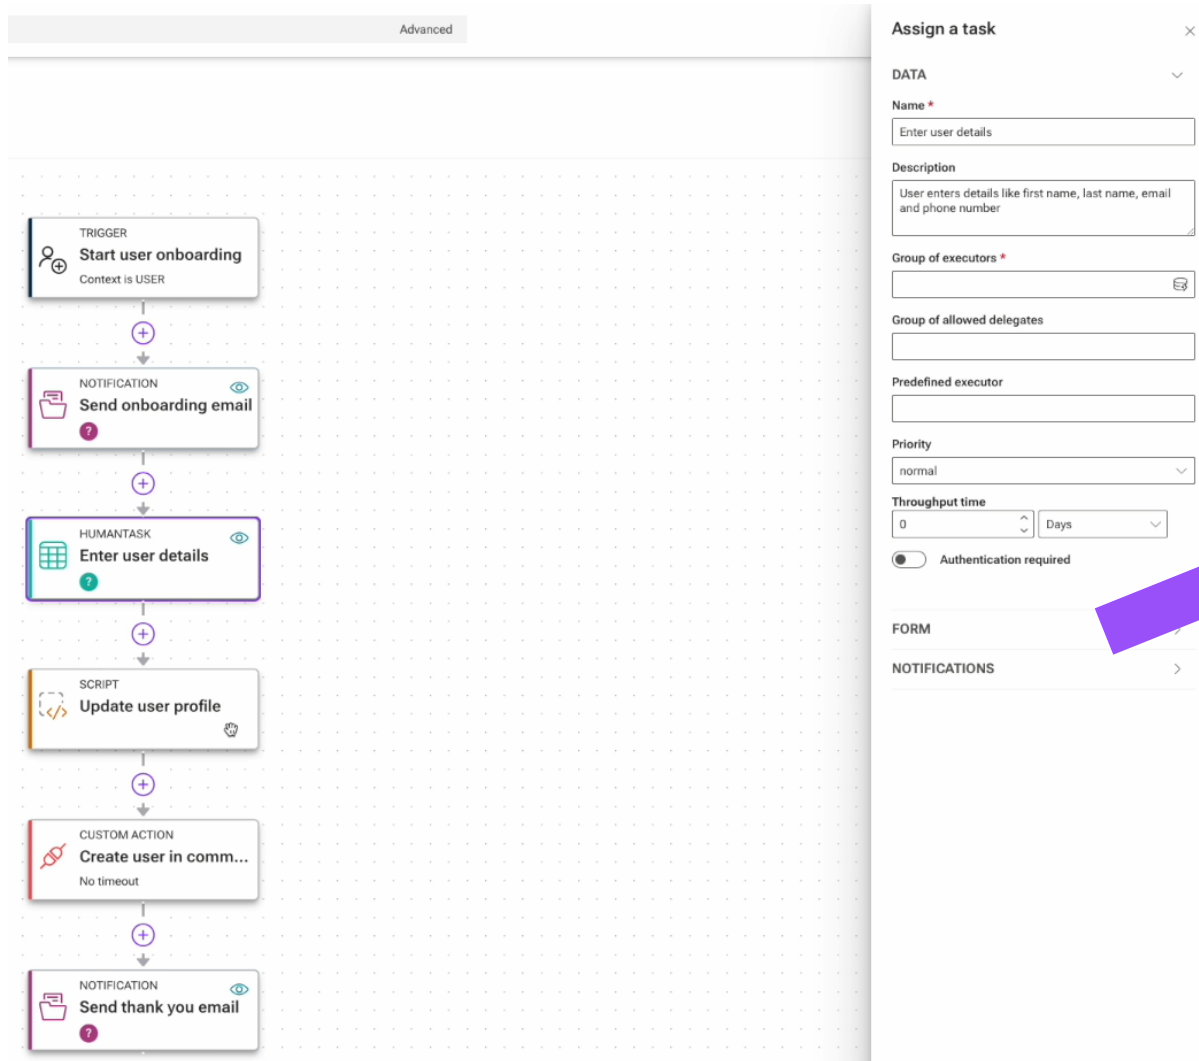 Advanced
TRIGGER
Start user onboarding
Context is USER
NOTIFICATION
Send onboarding email
?
HUMANTASK
Enter user details
?
SCRIPT
Update user profile
CUSTOM ACTION
Create user in comm...
No timeout
NOTIFICATION
Send thank you email
?
Assign a task
DATA
Name *
Enter user details
Description
User enters details like first name, last name, email
and phone number
Group of executors *
Group of allowed delegates
Predefined executor
Priority
normal
Throughput time
0 Days
Authentication required
FORM
NOTIFICATIONS